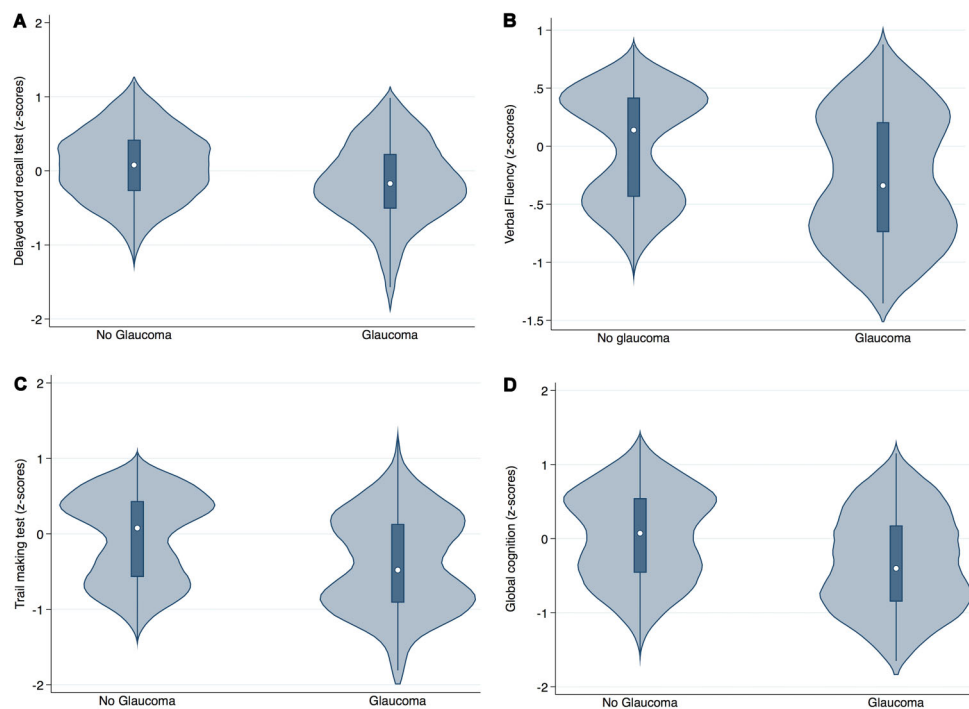 A
Delayed word recall test (z-scores)
2
1
0
-1
-2
No Glaucoma
Glaucoma
B
Verbal Fluency (z-scores)
1
.5
0
-.5
-1
-1.5
No glaucoma
Glaucoma
C
Trail making test (z-scores)
2
1
0
-1
-2
No Glaucoma
Glaucoma
D
Global cognition (z-scores)
2
1
0
-1
-2
No Glaucoma
Glaucoma